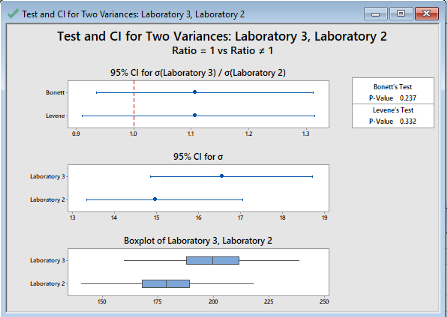 Test and CI for Two Variances: Laboratory 3, Laboratory 2
Test and CI for Two Variances: Laboratory 3, Laboratory 2
Ratio = 1 vs Ratio ≠ 1
95% CI for σ(Laboratory 3) / σ(Laboratory 2)
Bonett
Levene
0.9 1.0 1.1 1.2 1.3
Bonett's Test
P-Value 0.237
Levene's Test
P-Value 0.332
95% CI for σ
Laboratory 3
Laboratory 2
13 14 15 16 17 18 19
Boxplot of Laboratory 3, Laboratory 2
Laboratory 3
Laboratory 2
150 175 200 225 250